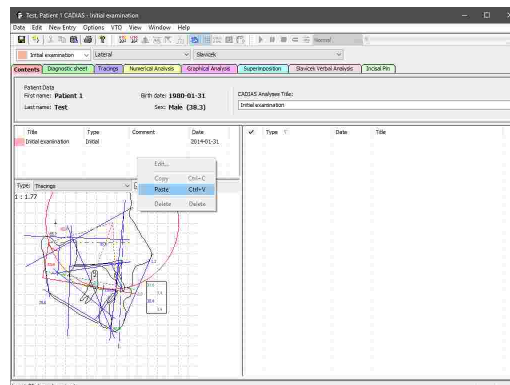 Test, Patient 1 CADIAS - Initial examination
Data Edit New Entry Options VTO View Window Help
Normal
Initial examination Lateral Slavicek
Contents Diagnostic sheet Tracings Numerical Analysis Graphical Analysis Superimposition Slavicek Verbal Analysis Incisal Pin
Patient Data
First name: Patient 1 Birth date: 1980-01-31 CADIAS Analyses Title:
Last name: Test Sex: Male (38.3) Initial examination
Title Type Comment Date ✓ Type Date Title
Initial examination Initial 2014-01-31
Edit...
Copy Ctrl+C
Paste Ctrl+V
Delete Delete
Type: Tracings
1 : 1.77